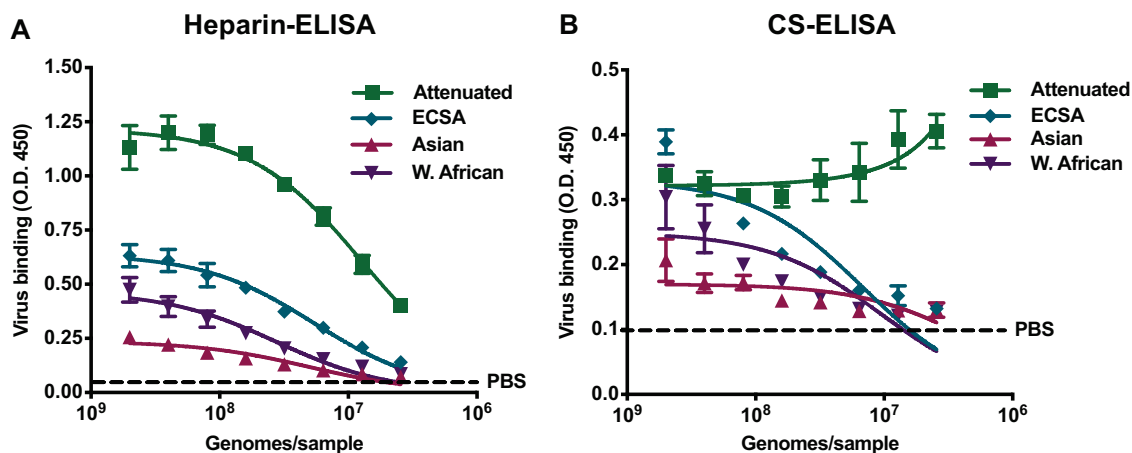 A
Heparin-ELISA
Virus binding (O.D. 450)
1.50
1.25
1.00
0.75
0.50
0.25
0.00
Attenuated
ECSA
Asian
W. African
PBS
10⁹
10⁸
10⁷
10⁶
Genomes/sample
B
CS-ELISA
Virus binding (O.D. 450)
0.5
0.4
0.3
0.2
0.1
0.0
Attenuated
ECSA
Asian
W. African
PBS
10⁹
10⁸
10⁷
10⁶
Genomes/sample